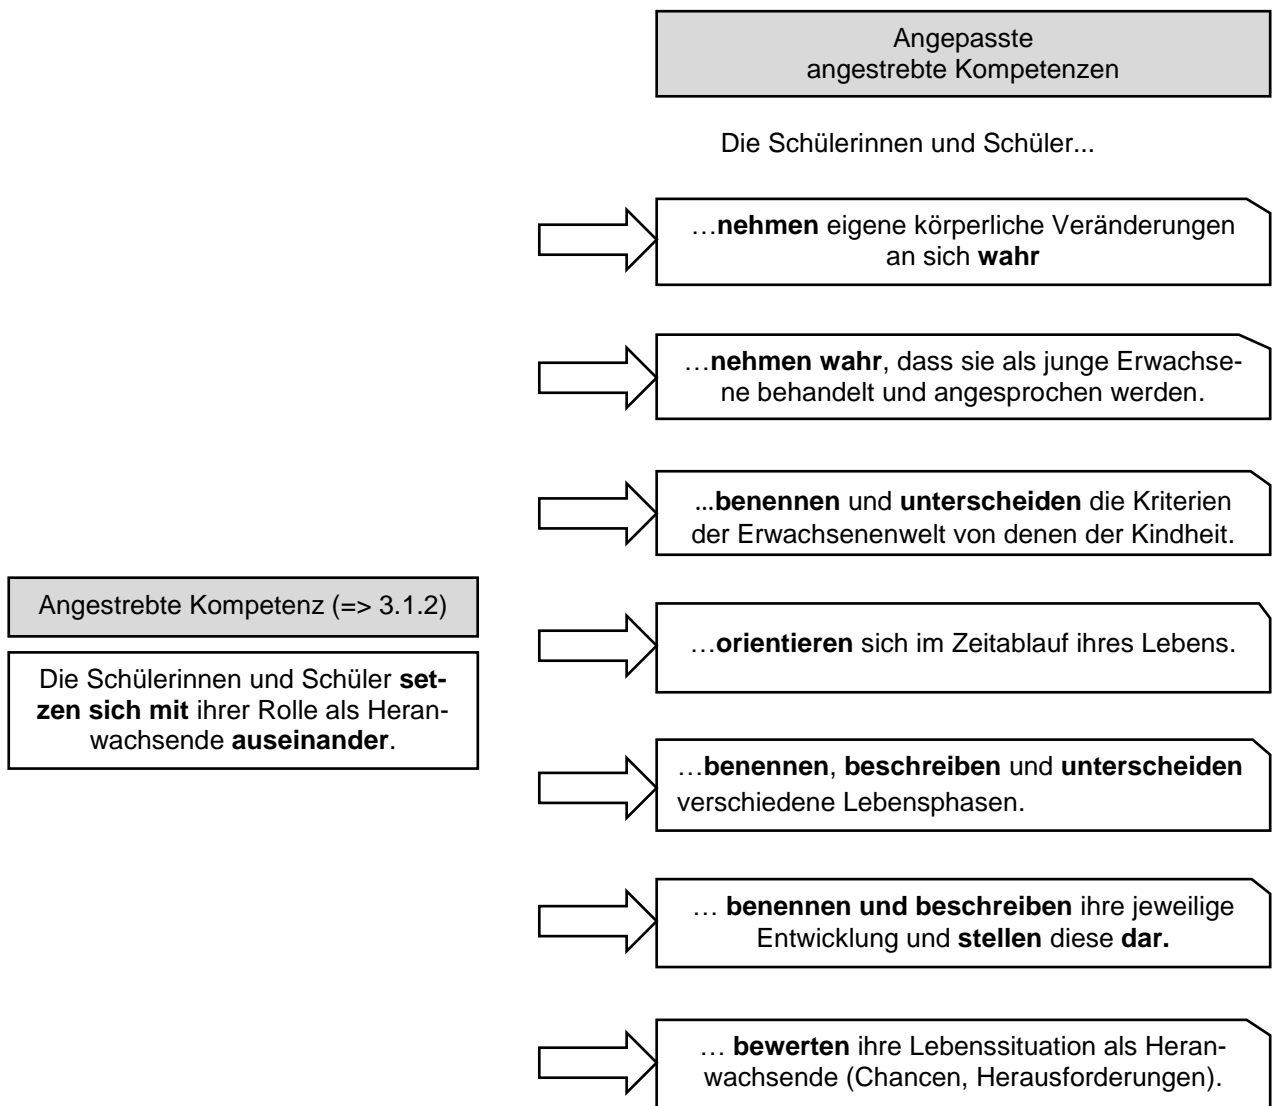 Angepasste
angestrebte Kompetenzen
Die Schülerinnen und Schüler...
…nehmen eigene körperliche Veränderungen
an sich wahr
…nehmen wahr, dass sie als junge Erwachse-
ne behandelt und angesprochen werden.
...benennen und unterscheiden die Kriterien
der Erwachsenenwelt von denen der Kindheit.
Angestrebte Kompetenz (=> 3.1.2)
Die Schülerinnen und Schüler set-
zen sich mit ihrer Rolle als Heran-
wachsende auseinander.
…orientieren sich im Zeitablauf ihres Lebens.
…benennen, beschreiben und unterscheiden
verschiedene Lebensphasen.
… benennen und beschreiben ihre jeweilige
Entwicklung und stellen diese dar.
… bewerten ihre Lebenssituation als Heran-
wachsende (Chancen, Herausforderungen).